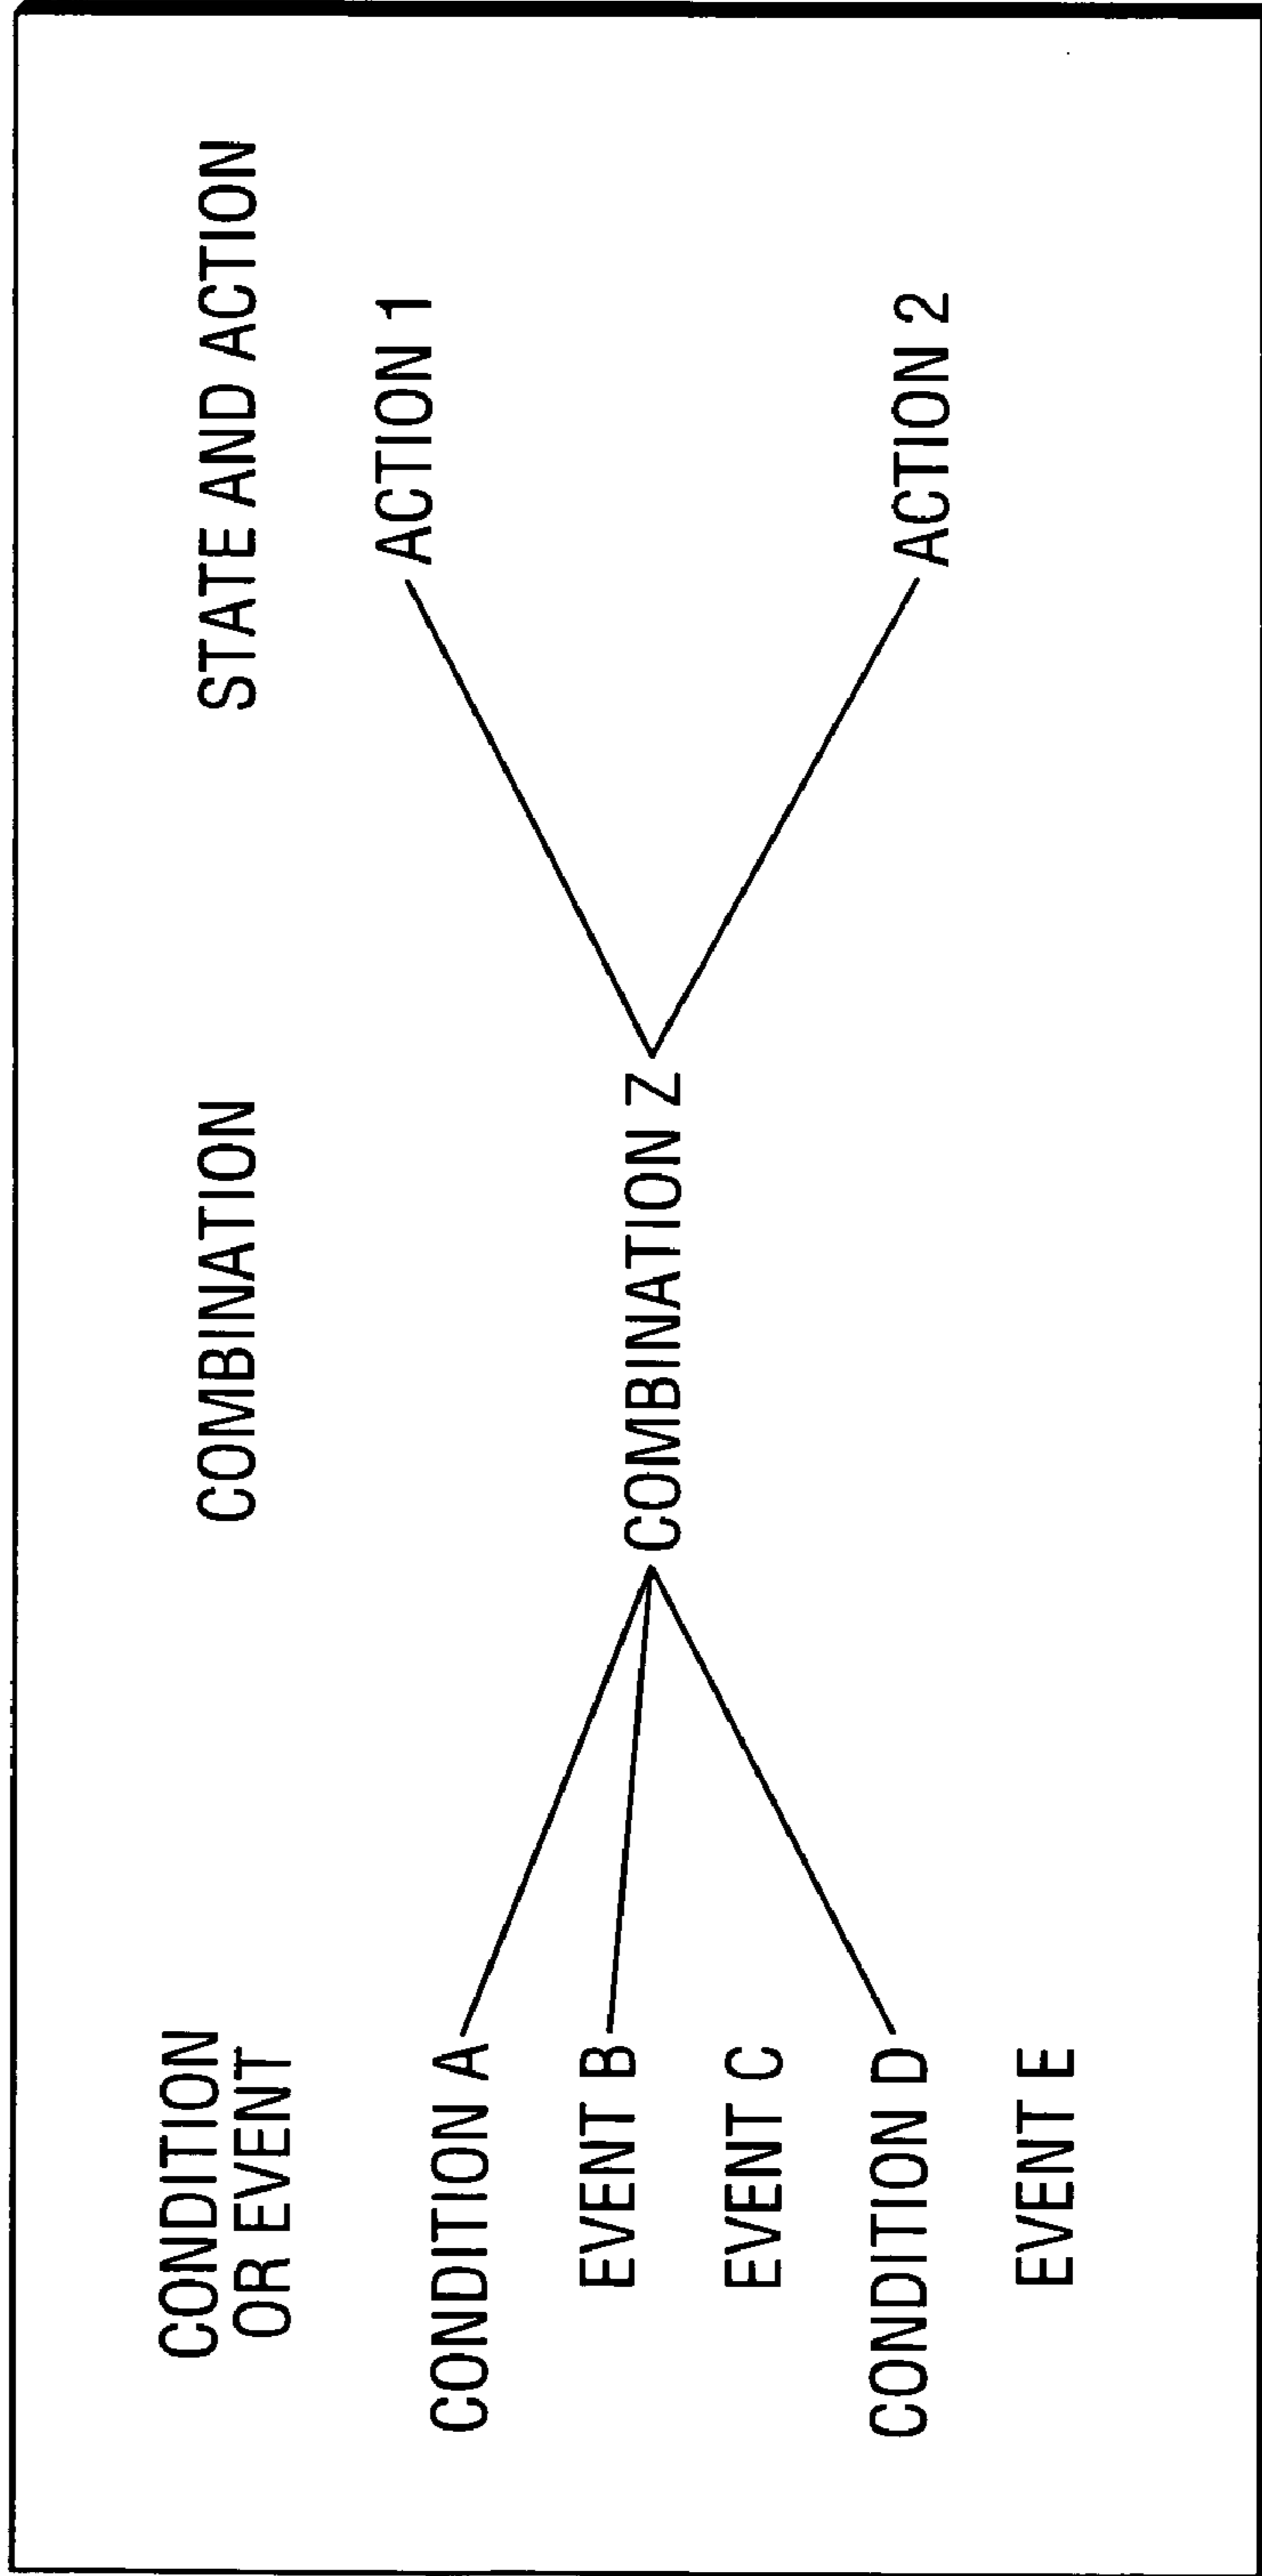 CONDITION
OR EVENT
COMBINATION
STATE AND ACTION
CONDITION A
EVENT B
EVENT C
CONDITION D
EVENT E
COMBINATION Z
ACTION 1
ACTION 2